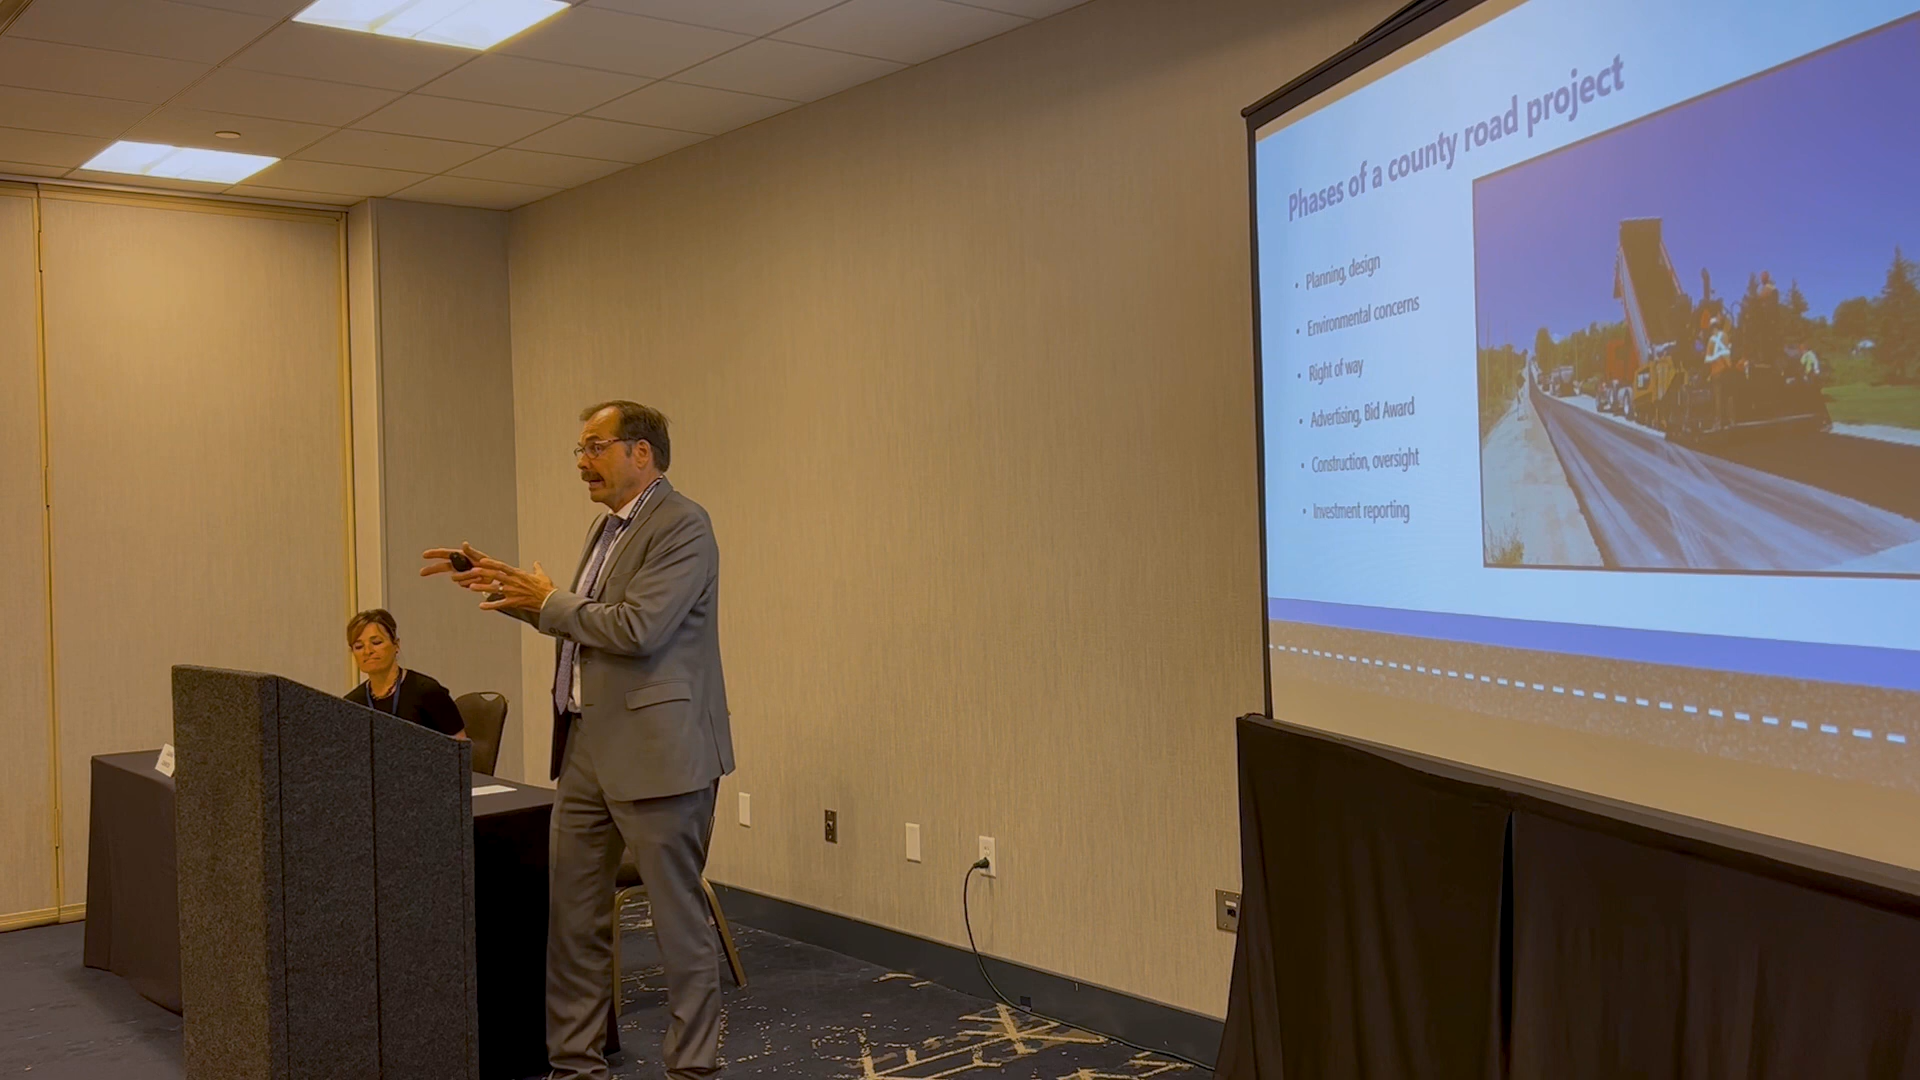 Phases of a county road project
• Planning, design
• Environmental concerns
• Right of way
• Advertising, Bid Award
• Construction, oversight
• Investment reporting